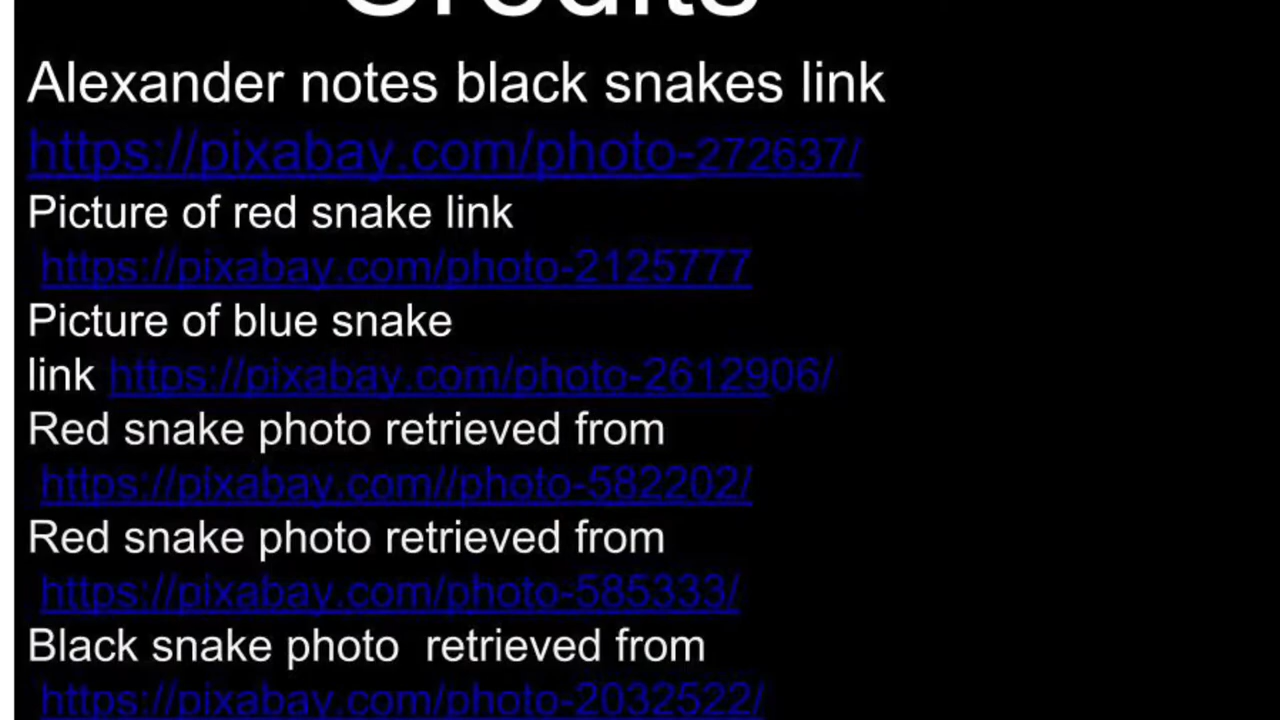 Credits
Alexander notes black snakes link
https://pixabay.com/photo-272637/
Picture of red snake link
https://pixabay.com/photo-2125777
Picture of blue snake
link https://pixabay.com/photo-2612906/
Red snake photo retrieved from
https://pixabay.com//photo-582202/
Red snake photo retrieved from
https://pixabay.com/photo-585333/
Black snake photo  retrieved from
https://pixabay.com/photo-2032522/